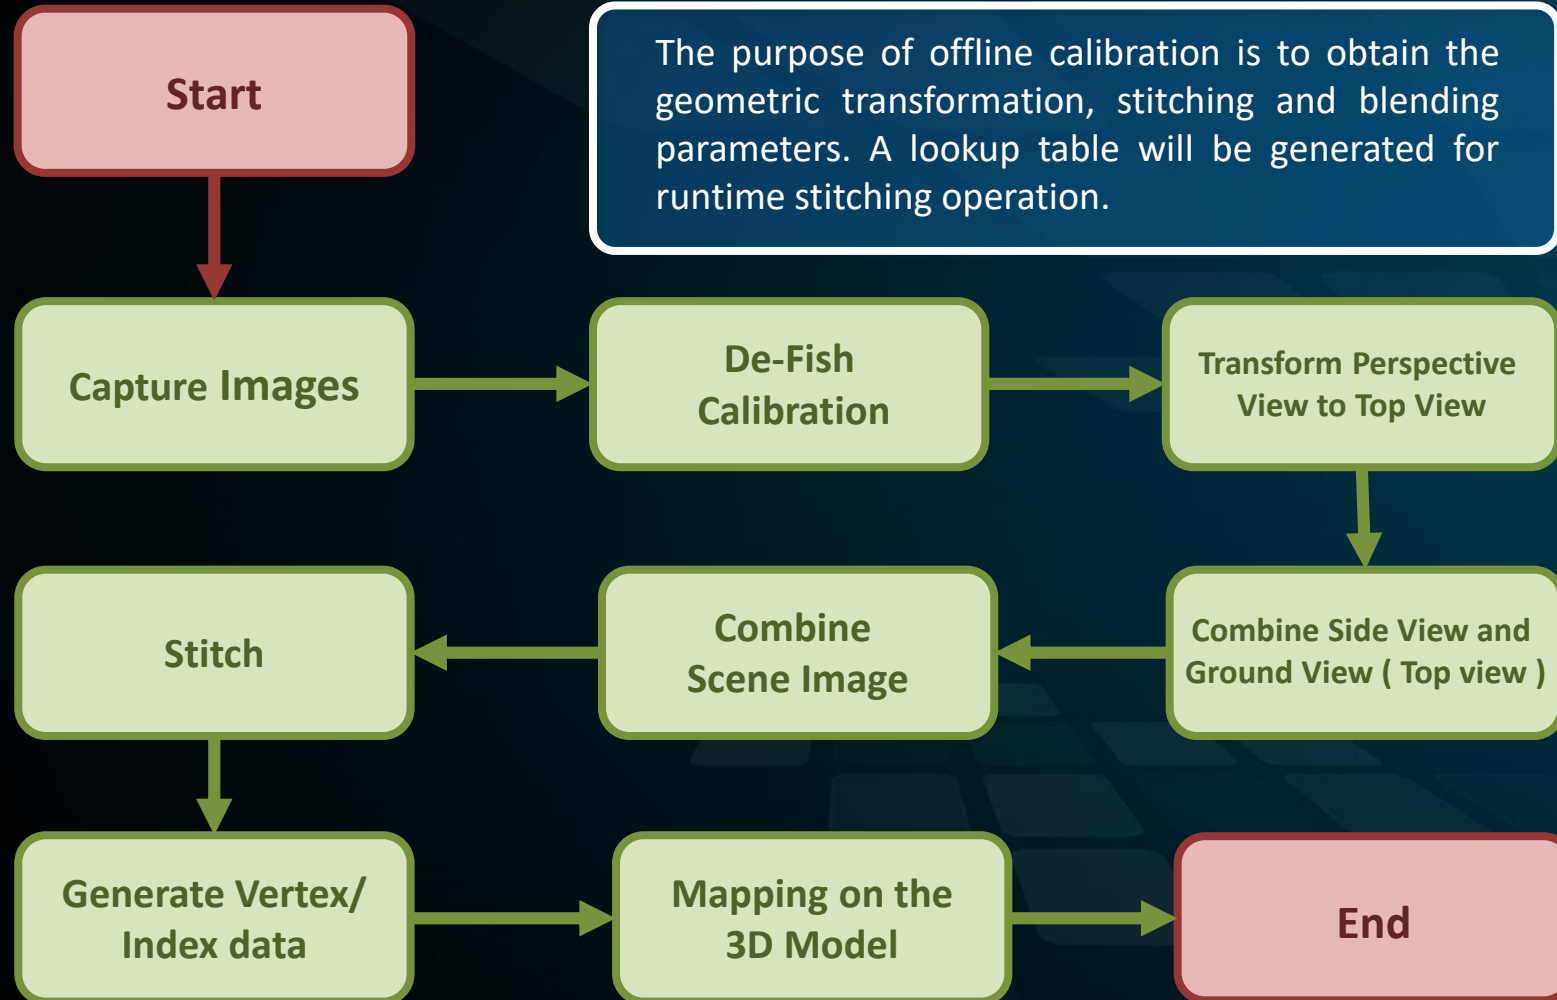 Start
The purpose of offline calibration is to obtain the
geometric transformation, stitching and blending
parameters. A lookup table will be generated for
runtime stitching operation.
Capture Images
De-Fish
Calibration
Transform Perspective
View to Top View
Combine Side View and
Ground View ( Top view )
Combine
Scene Image
Stitch
Generate Vertex/
Index data
Mapping on the
3D Model
End